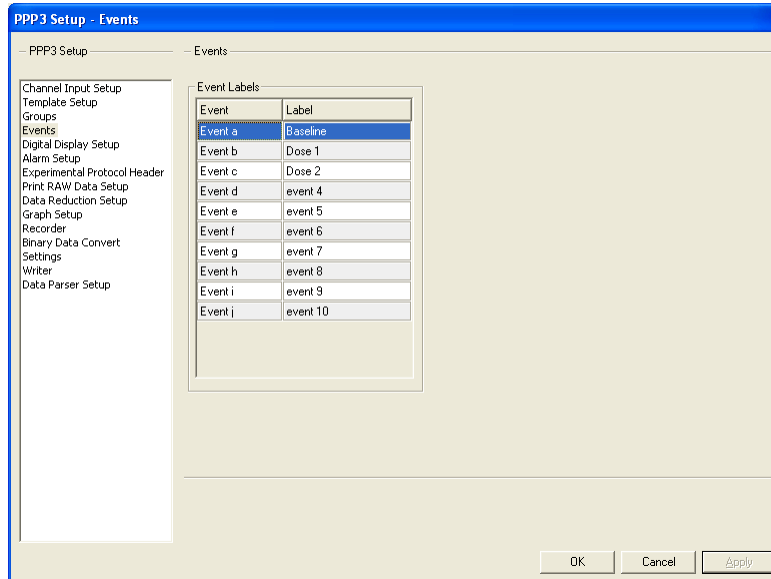 PPP3 Setup - Events
PPP3 Setup
Channel Input Setup
Template Setup
Groups
Events
Digital Display Setup
Alarm Setup
Experimental Protocol Header
Print RAW Data Setup
Data Reduction Setup
Graph Setup
Recorder
Binary Data Convert
Settings
Writer
Data Parser Setup
Events
Event Labels
Event Label
Event a Baseline
Event b Dose 1
Event c Dose 2
Event d event 4
Event e event 5
Event f event 6
Event g event 7
Event h event 8
Event i event 9
Event j event 10
OK Cancel Apply